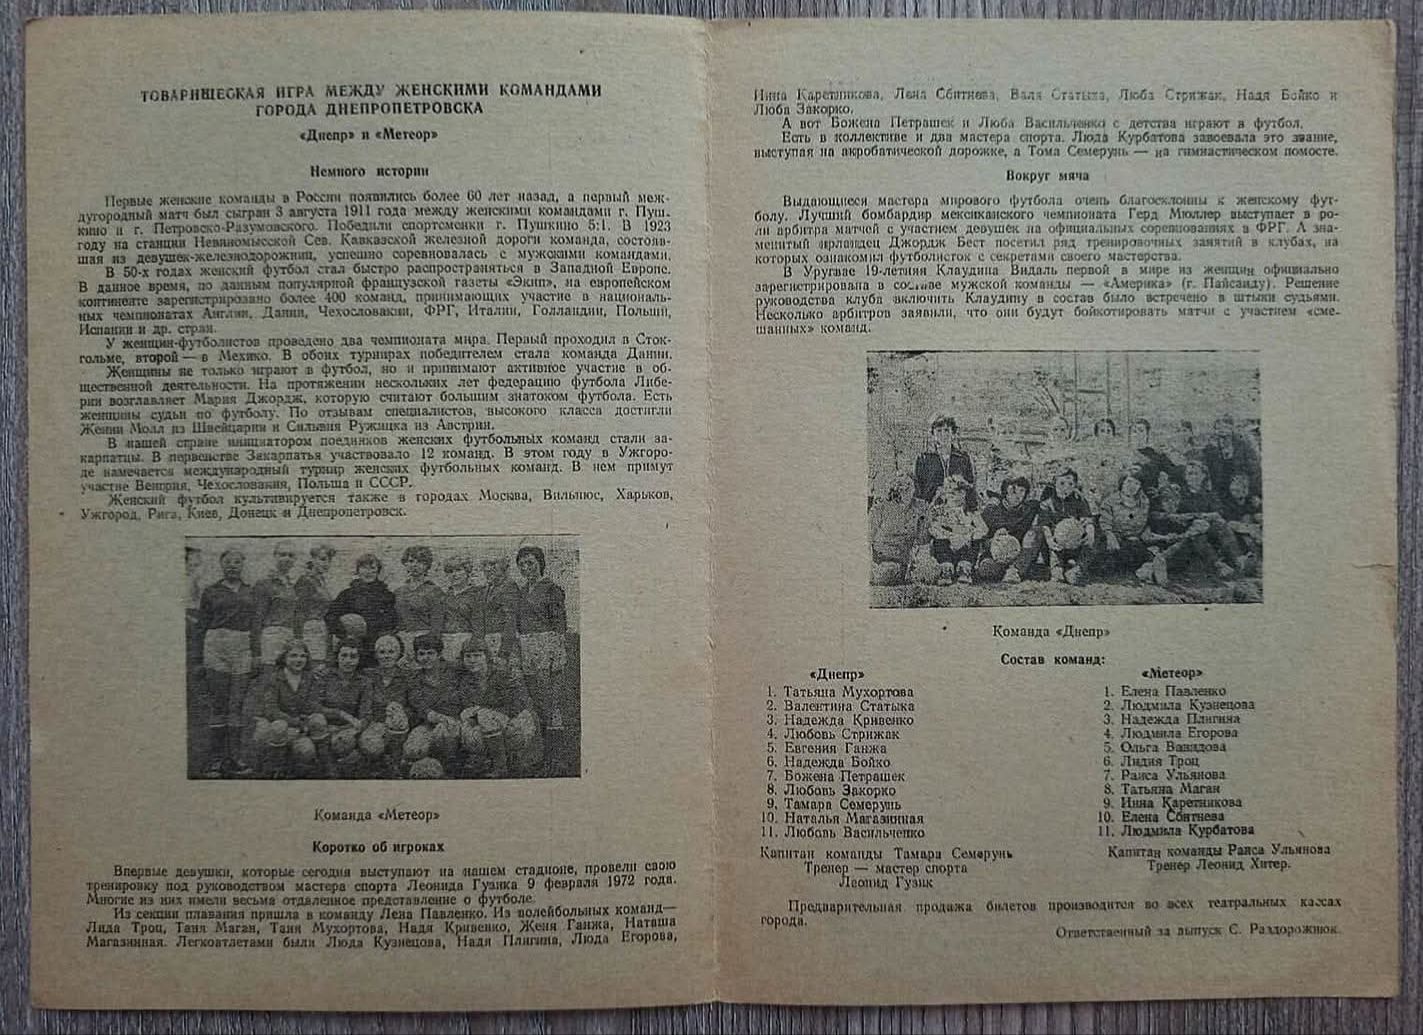 ТОВАРИЩЕСКАЯ ИГРА МЕЖДУ ЖЕНСКИМИ КОМАНДАМИ
ГОРОДА ДНЕПРОПЕТРОВСКА
«Днепр» и «Метеор»
Немного истории
Первые женские команды в России появились более 60 лет назад, а первый меж-
дугородный матч был сыгран 3 августа 1911 года между женскими командами г. Пуш-
кино и г. Петровско-Разумовского. Победили спортсменки г. Пушкино 5:1. В 1923
году на станции Невинномысской Сев. Кавказской железной дороги команда, состояв-
шая из девушек-железнодорожниц, успешно соревновалась с мужскими командами.
В 50-х годах женский футбол стал быстро распространяться в Западной Европе.
В данное время, по данным популярной французской газеты «Экип», на европейском
континенте зарегистрировано более 400 команд, принимающих участие в националь-
ных чемпионатах Англии, Дании, Чехословакии, ФРГ, Италии, Голландии, Польши,
Испании и др. стран.
У женщин-футболистов проведено два чемпионата мира. Первый проходил в Сток-
гольме, второй — в Мехико. В обоих турнирах победителем стала команда Дании.
Женщины не только играют в футбол, но и принимают активное участие в об-
щественной деятельности. На протяжении нескольких лет федерацию футбола Либе-
рии возглавляет Мария Джордж, которую считают большим знатоком футбола. Есть
женщины судьи по футболу. По отзывам специалистов, высокого класса достигли
Женни Молл из Швейцарии и Сильвия Ружицка из Австрии.
В нашей стране инициатором поединков женских футбольных команд стали за-
карпатцы. В первенстве Закарпатья участвовало 12 команд. В этом году в Ужгоро-
де намечается международный турнир женских футбольных команд. В нем примут
участие Венгрия, Чехословакия, Польша и СССР.
Женский футбол культивируется также в городах Москва, Вильнюс, Харьков,
Ужгород, Рига, Киев, Донецк и Днепропетровск.
Команда «Метеор»
Коротко об игроках
Впервые девушки, которые сегодня выступают на нашем стадионе, провели свою
тренировку под руководством мастера спорта Леонида Гузика 9 февраля 1972 года.
Многие из них имели весьма отдаленное представление о футболе.
Из секции плавания пришла в команду Лена Павленко. Из волейбольных команд—
Лида Троц, Таня Маган, Таня Мухортова, Надя Кривенко, Женя Ганжа, Наташа
Магазинная. Легкоатлетами были Люда Кузнецова, Надя Плигина, Люда Егорова,
Инна Каретникова, Лена Сбитнева, Валя Статыка, Люба Стрижак, Надя Бойко и
Люба Закорко.
А вот Божена Петрашек и Люба Васильченко с детства играют в футбол.
Есть в коллективе и два мастера спорта. Люда Курбатова завоевала это звание,
выступая на акробатической дорожке, а Тома Семерунь — на гимнастическом помосте.
Вокруг мяча
Выдающиеся мастера мирового футбола очень благосклонны к женскому фут-
болу. Лучший бомбардир мексиканского чемпионата Герд Мюллер выступает в ро-
ли арбитра матчей с участием девушек на официальных соревнованиях в ФРГ. А зна-
менитый ирландец Джордж Бест посетил ряд тренировочных занятий в клубах, на
которых ознакомил футболисток с секретами своего мастерства.
В Уругвае 19-летняя Клаудина Видаль первой в мире из женщин официально
зарегистрирована в составе мужской команды — «Америка» (г. Пайсанду). Решение
руководства клуба включить Клаудину в состав было встречено в штыки судьями.
Несколько арбитров заявили, что они будут бойкотировать матчи с участием «сме-
шанных» команд.
Команда «Днепр»
Состав команд:
«Днепр»
1. Татьяна Мухортова
2. Валентина Статыка
3. Надежда Кривенко
4. Любовь Стрижак
5. Евгения Ганжа
6. Надежда Бойко
7. Божена Петрашек
8. Любовь Закорко
9. Тамара Семерунь
10. Наталья Магазинная
11. Любовь Васильченко
Капитан команды Тамара Семерунь
Тренер — мастер спорта
Леонид Гузик
«Метеор»
1. Елена Павленко
2. Людмила Кузнецова
3. Надежда Плигина
4. Людмила Егорова
5. Ольга
6. Лидия Троц
7. Раиса Ульянова
8. Татьяна Маган
9. Инна Каретникова
10. Елена Сбитнева
11. Людмила Курбатова
Капитан команды Раиса Ульянова
Тренер Леонид Хитер.
Предварительная продажа билетов производится во всех театральных кассах
города.
Ответственный за выпуск С. Раздорожнюк.